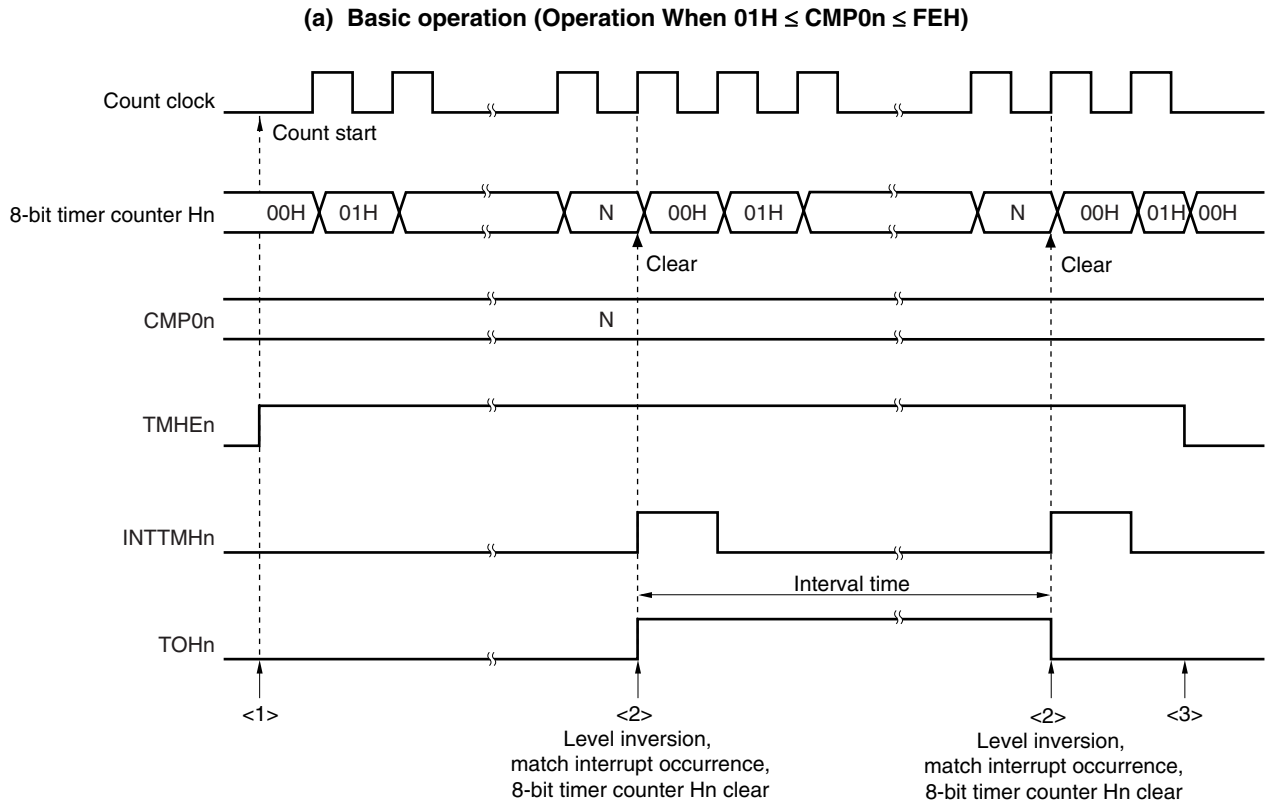 (a) Basic operation (Operation When 01H ≤ CMP0n ≤ FEH)
Count clock
Count start
8-bit timer counter Hn
00H 01H N 00H 01H N 00H 01H 00H
Clear Clear
CMP0n
N
TMHEn
INTTMHn
Interval time
TOHn
<1> <2> <2> <3>
Level inversion,
match interrupt occurrence,
8-bit timer counter Hn clear
Level inversion,
match interrupt occurrence,
8-bit timer counter Hn clear